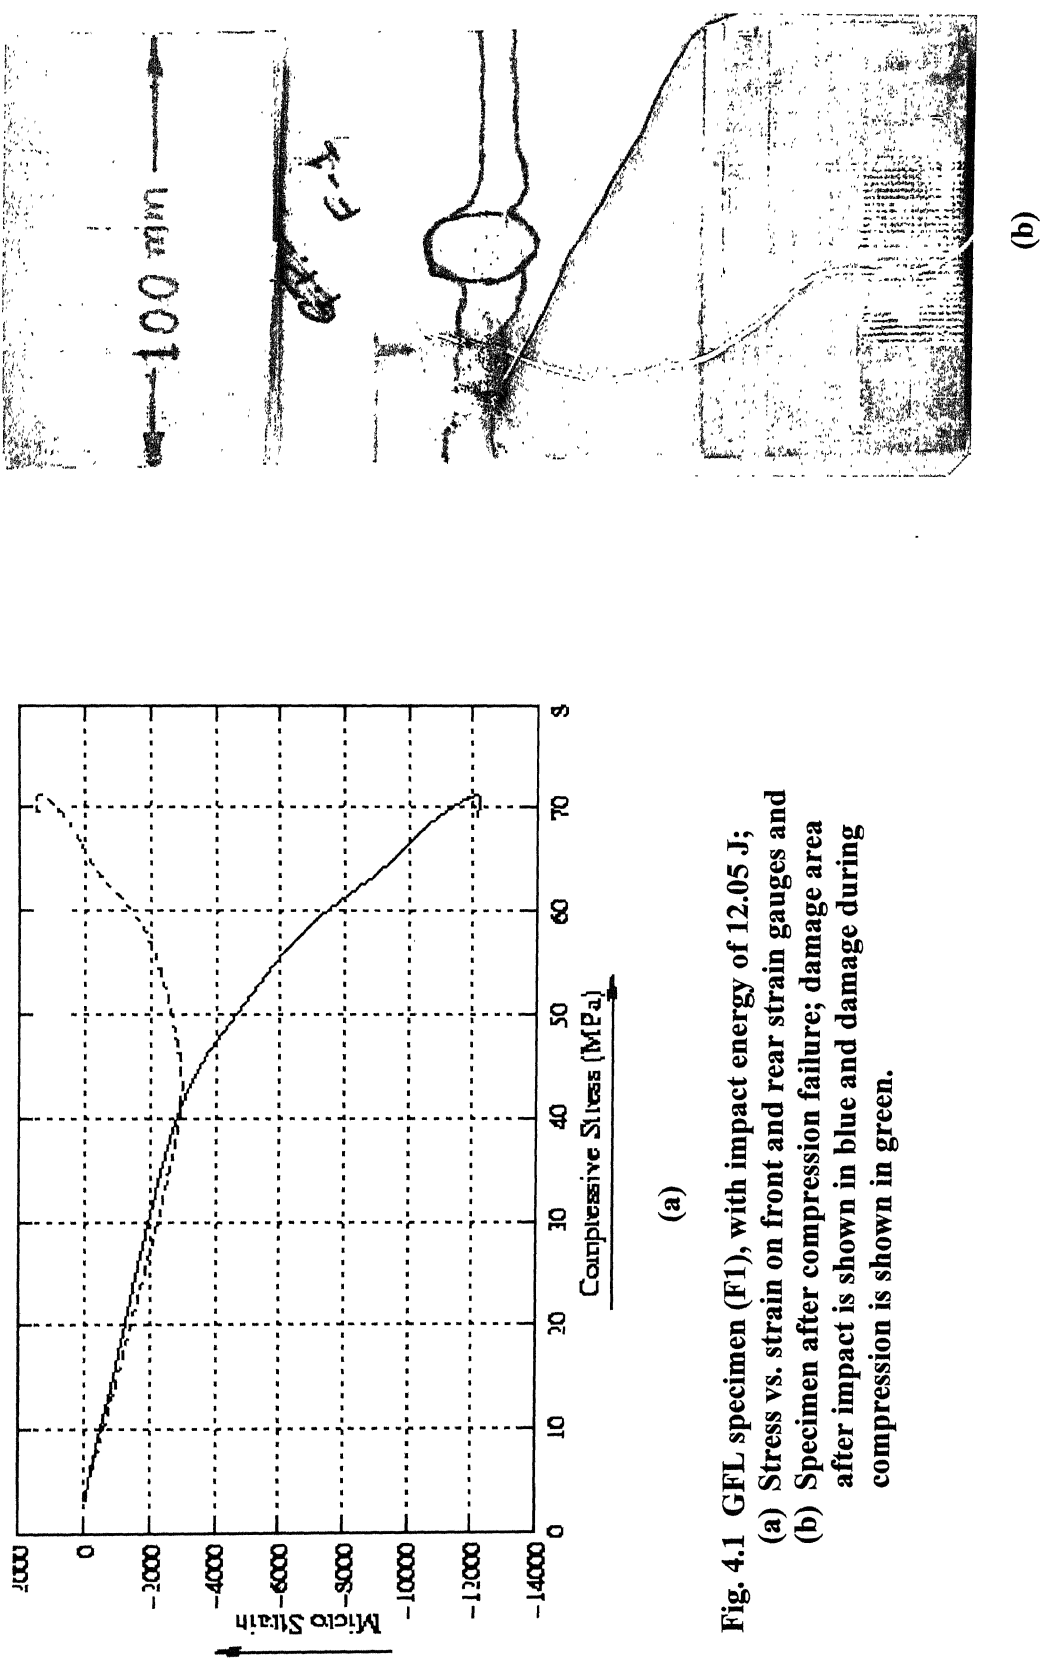 2000
0
-2000
-4000
-6000
-8000
-10000
-12000
-14000
Micro Strain
0
10
20
30
40
50
60
70
8
Compressive Stress (MPa)
(a)
100 mm
F-1
(b)
Fig. 4.1 GFL specimen (F1), with impact energy of 12.05 J;
(a) Stress vs. strain on front and rear strain gauges and
(b) Specimen after compression failure; damage area
after impact is shown in blue and damage during
compression is shown in green.